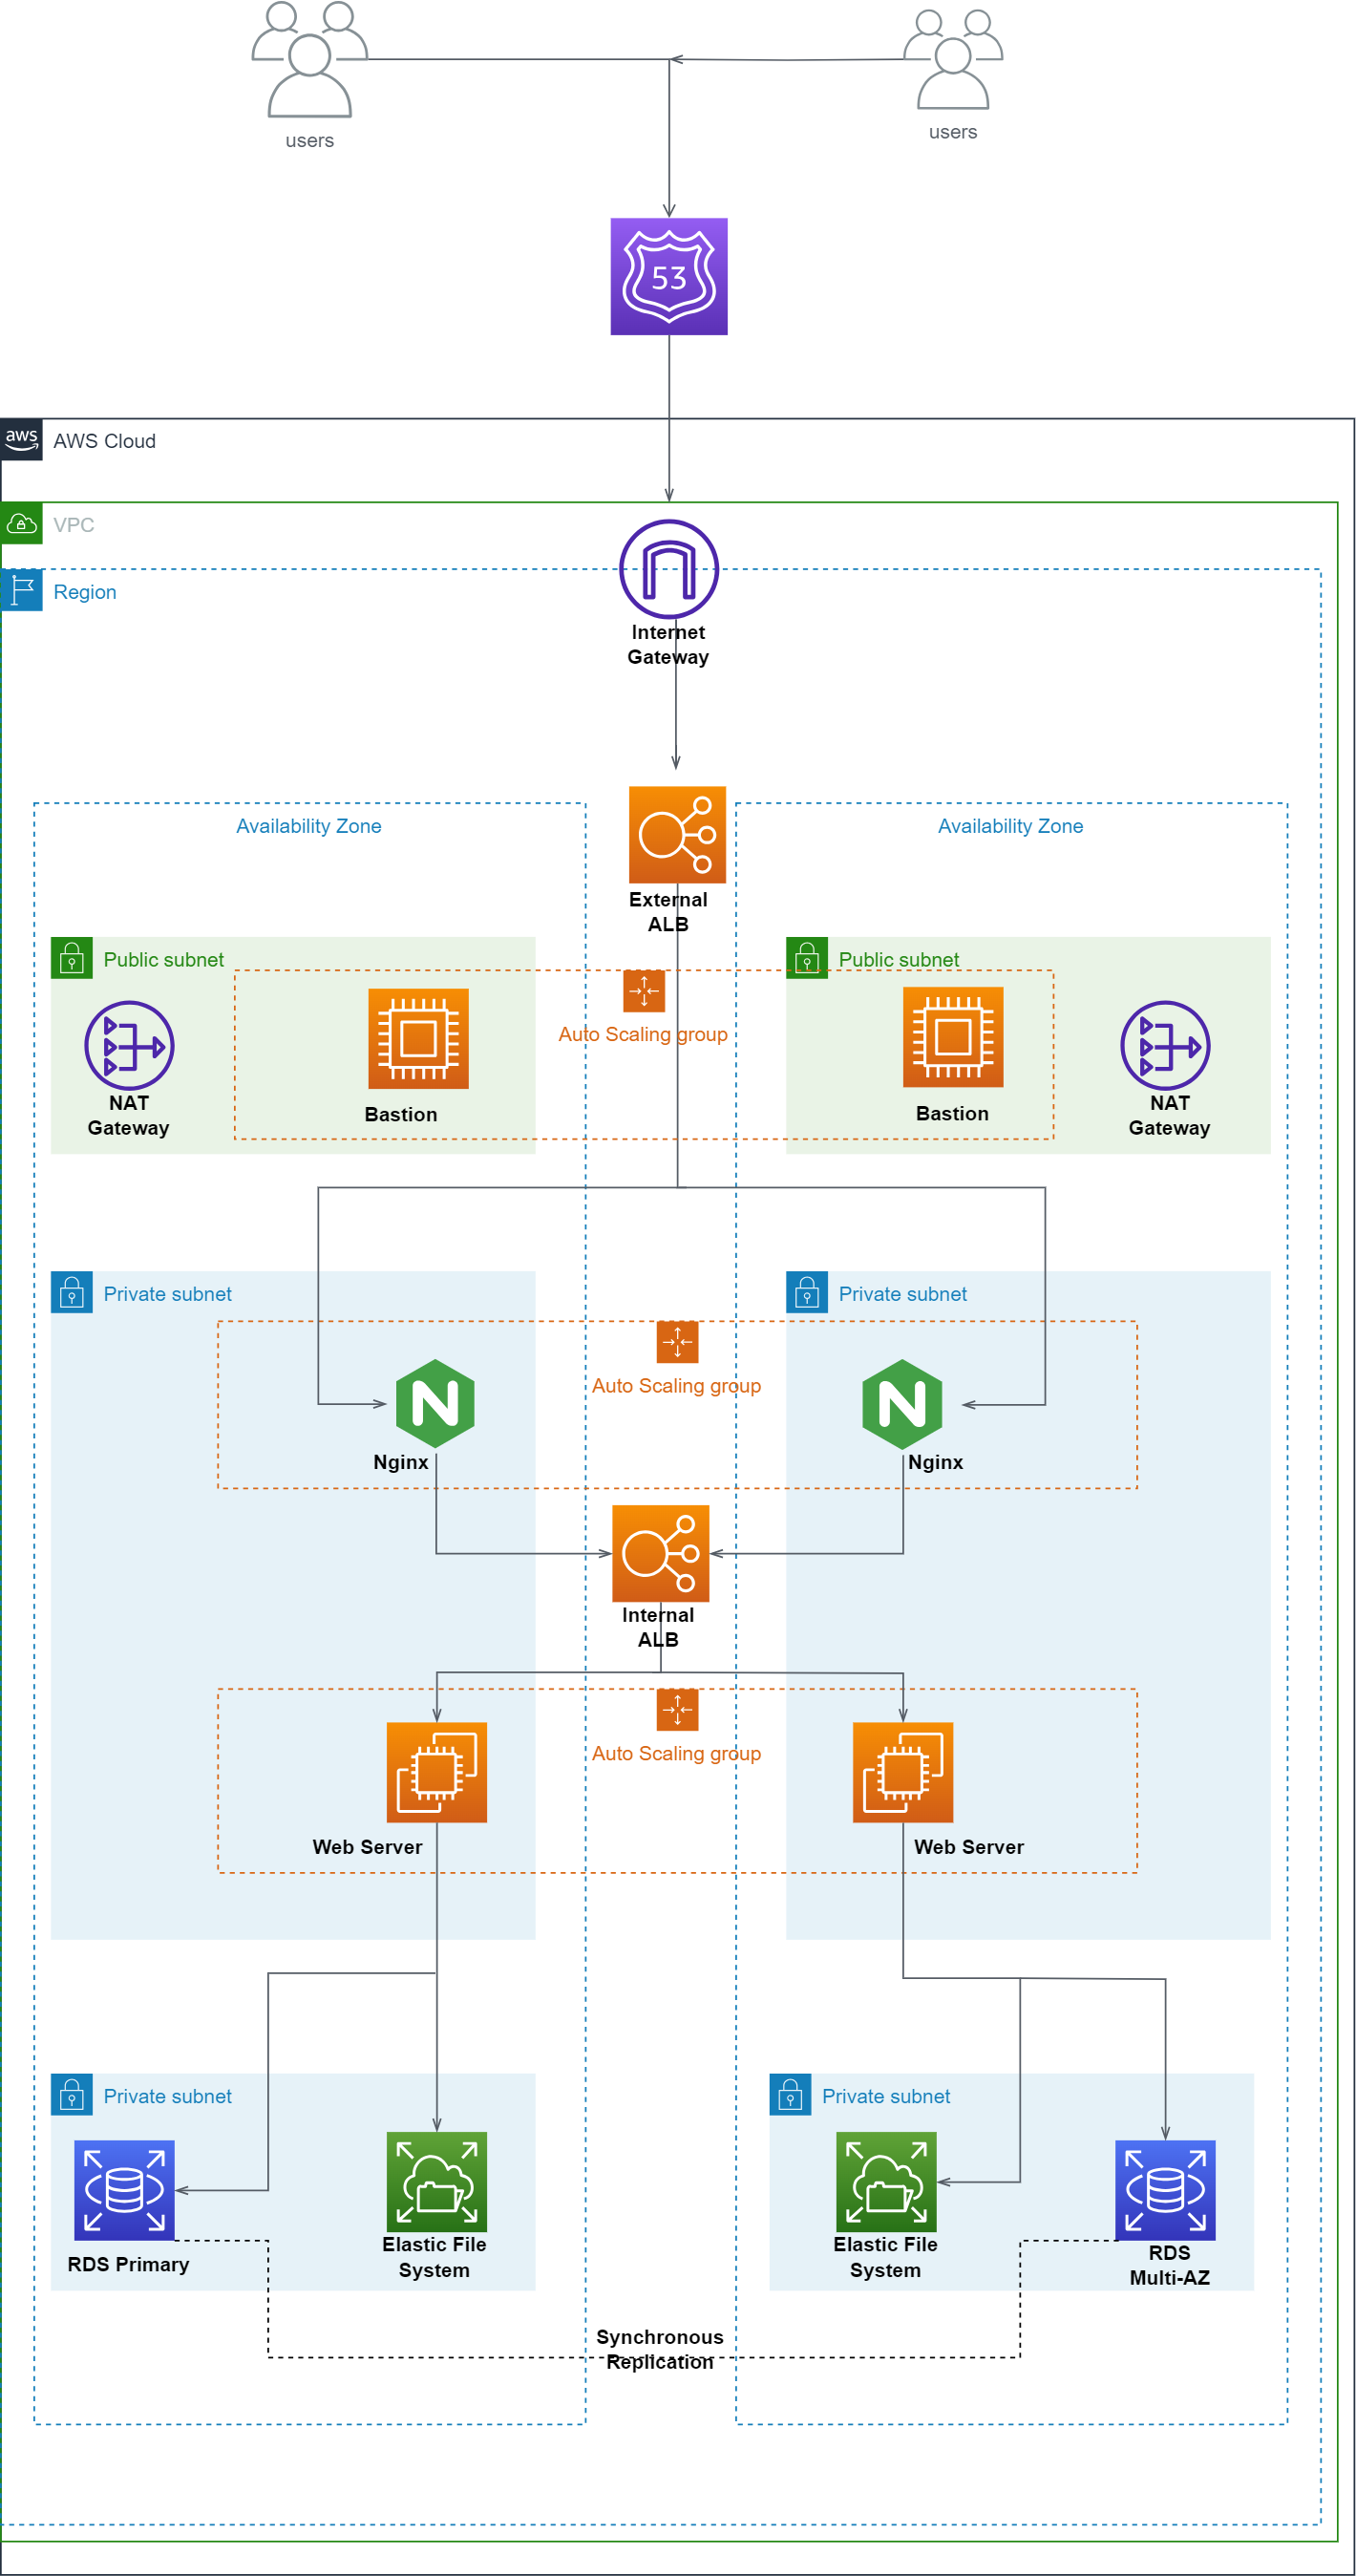 users
users
53
aws
AWS Cloud
VPC
Region
Internet
Gateway
Availability Zone
Availability Zone
External
ALB
Public subnet
Public subnet
Auto Scaling group
NAT
Gateway
Bastion
Bastion
NAT
Gateway
Private subnet
Private subnet
Auto Scaling group
N
N
Nginx
Nginx
Internal
ALB
Auto Scaling group
Web Server
Web Server
Private subnet
Private subnet
RDS Primary
Elastic File
System
Elastic File
System
RDS
Multi-AZ
Synchronous
Replication